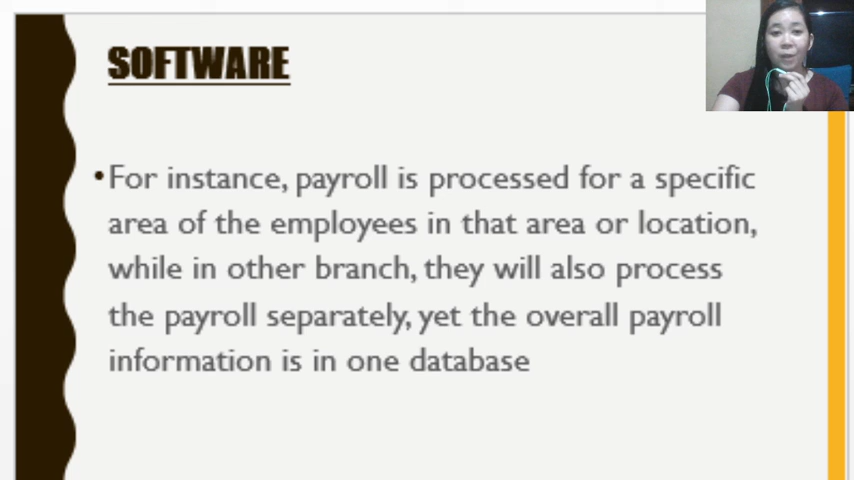 SOFTWARE
•For instance, payroll is processed for a specific
area of the employees in that area or location,
while in other branch, they will also process
the payroll separately, yet the overall payroll
information is in one database